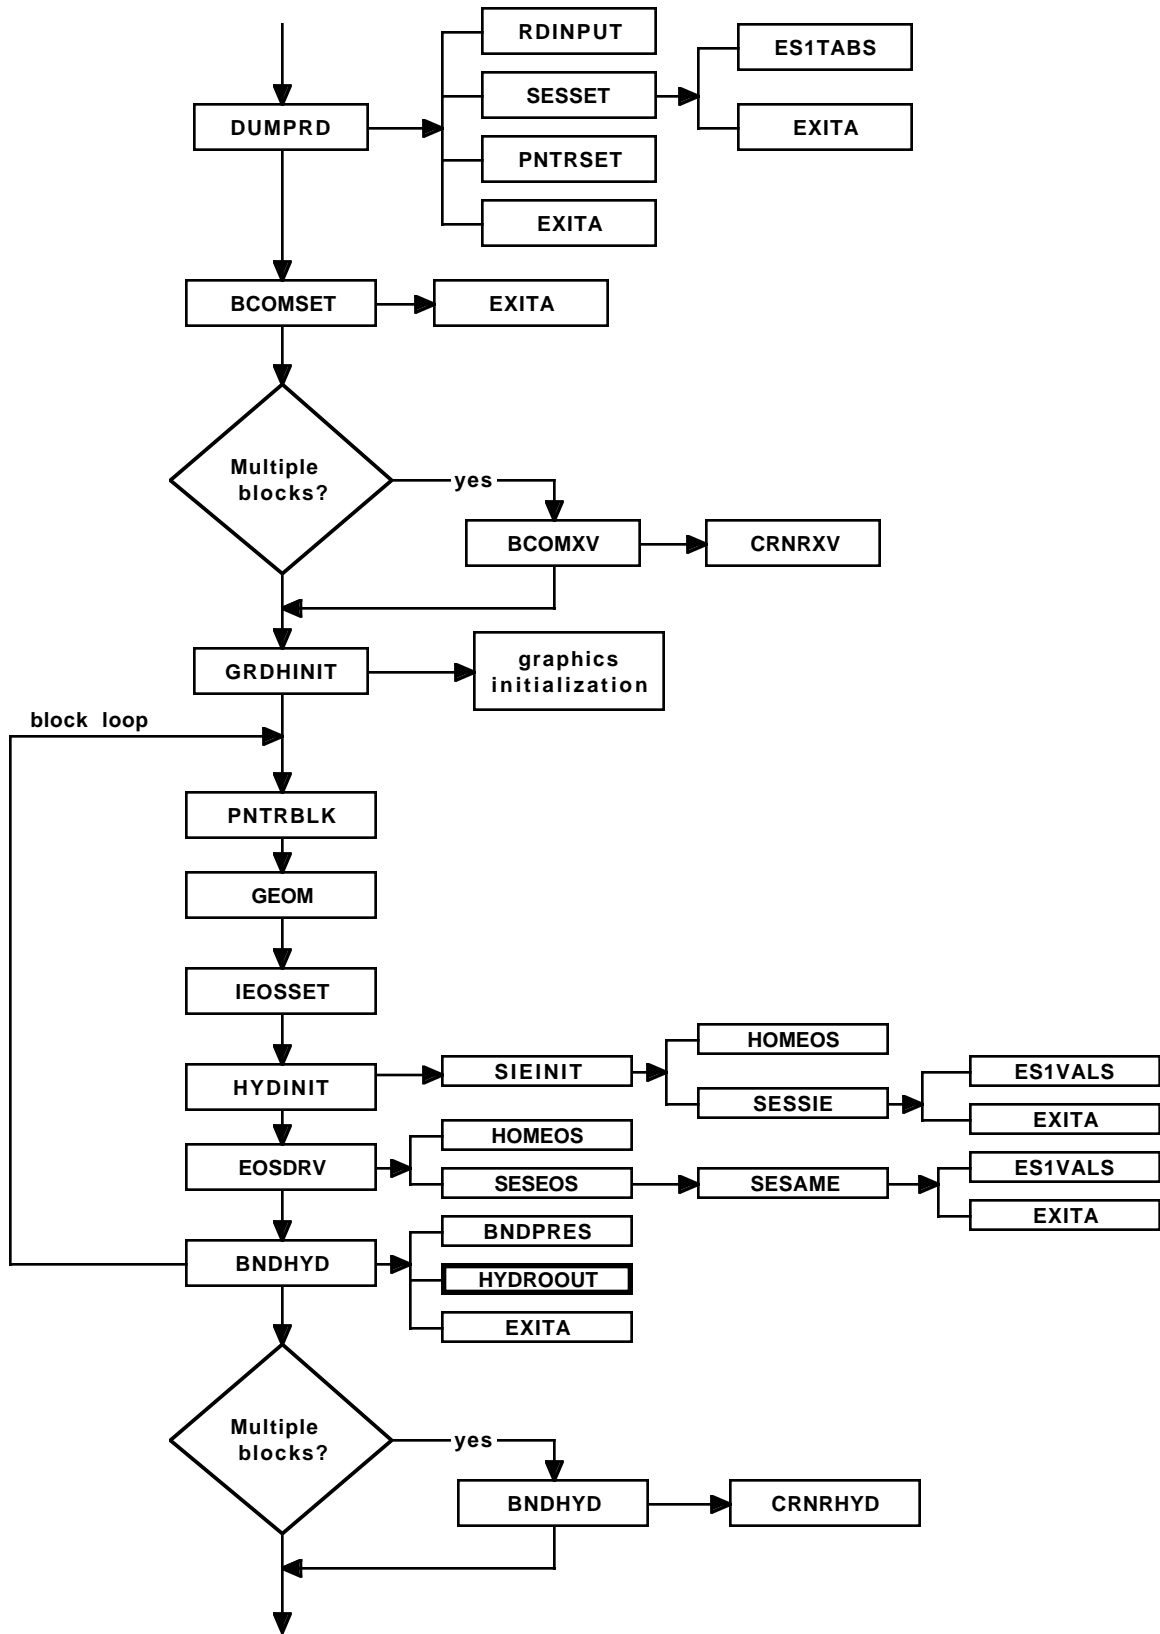 RDINPUT
ES1TABS
SESSET
DUMPRD
EXITA
PNTRSET
EXITA
BCOMSET
EXITA
Multiple
blocks?
yes
BCOMXV
CRNRXV
GRDHINIT
graphics
initialization
block loop
PNTRBLK
GEOM
IEOSSET
HYDINIT
SIEINIT
HOMEOS
SESSIE
ES1VALS
EXITA
EOSDRV
HOMEOS
SESEOS
SESAME
ES1VALS
EXITA
BNDHYD
BNDPRES
HYDROOUT
EXITA
Multiple
blocks?
yes
BNDHYD
CRNRHYD